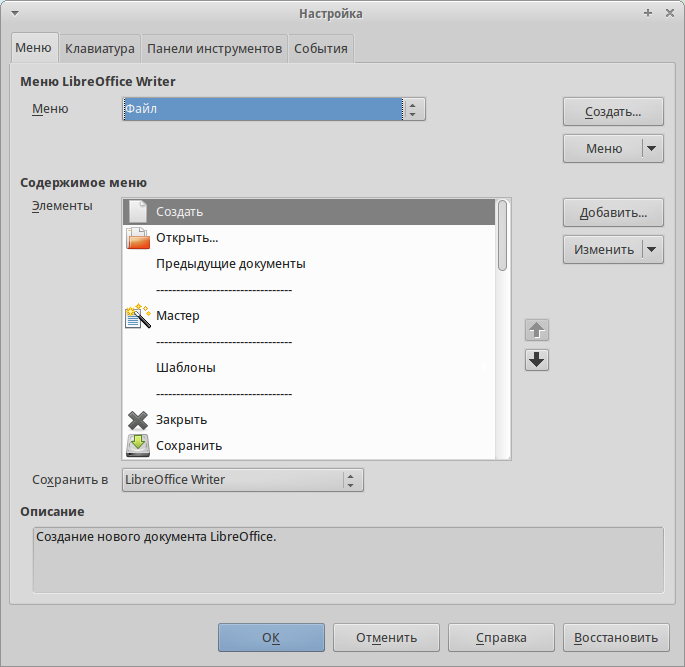 Настройка
Меню Клавиатура Панели инструментов События
Меню LibreOffice Writer
Меню Файл Создать...
Меню
Содержимое меню
Элементы Создать Добавить...
Открыть...
Изменить
Предыдущие документы
----------------------------------
Мастер
----------------------------------
Шаблоны
----------------------------------
Закрыть
Сохранить
Сохранить в LibreOffice Writer
Описание
Создание нового документа LibreOffice.
OK Отменить Справка Восстановить